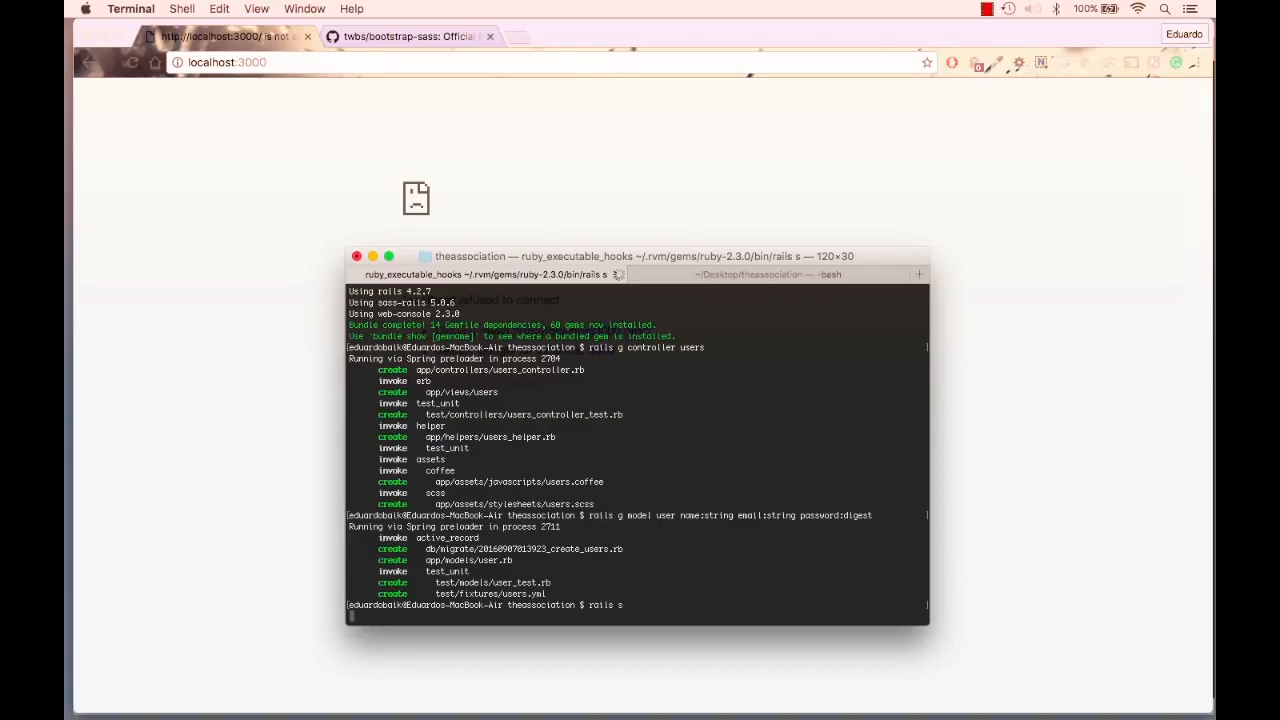 Terminal Shell Edit View Window Help 100%
http://localhost:3000/ is not a twbs/bootstrap-sass: Official Eduardo
localhost:3000
theassociation — ruby_executable_hooks ~/.rvm/gems/ruby-2.3.0/bin/rails s — 120×30
ruby_executable_hooks ~/.rvm/gems/ruby-2.3.0/bin/rails s ~/Desktop/theassociation — -bash +
Using rails 4.2.7
refused to connect
Using sass-rails 5.0.6
Using web-console 2.3.0
Bundle complete! 14 Gemfile dependencies, 60 gems now installed.
Use 'bundle show [gemname]' to see where a bundled gem is installed.
[eduardobaik@Eduardos-MacBook-Air theassociation $ rails g controller users ]
Running via Spring preloader in process 2704
create app/controllers/users_controller.rb
invoke erb
create app/views/users
invoke test_unit
create test/controllers/users_controller_test.rb
invoke helper
create app/helpers/users_helper.rb
invoke test_unit
invoke assets
invoke coffee
create app/assets/javascripts/users.coffee
invoke scss
create app/assets/stylesheets/users.scss
[eduardobaik@Eduardos-MacBook-Air theassociation $ rails g model user name:string email:string password:digest ]
Running via Spring preloader in process 2711
invoke active_record
create db/migrate/20160907013923_create_users.rb
create app/models/user.rb
invoke test_unit
create test/models/user_test.rb
create test/fixtures/users.yml
[eduardobaik@Eduardos-MacBook-Air theassociation $ rails s ]